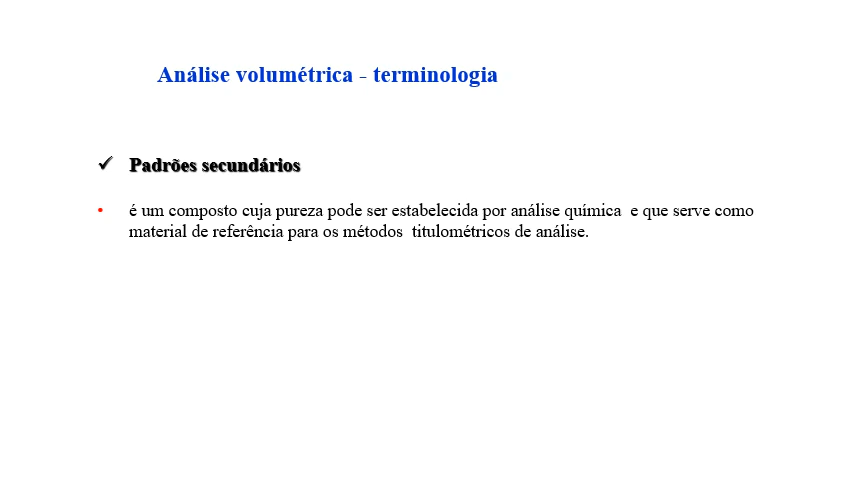 Análise volumétrica - terminologia
✓ Padrões secundários
• é um composto cuja pureza pode ser estabelecida por análise química e que serve como
material de referência para os métodos titulométricos de análise.